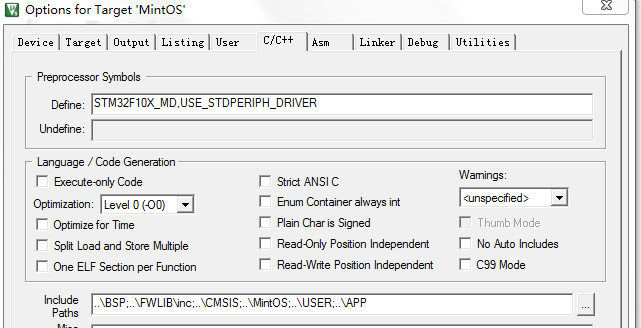 Options for Target 'MintOS'
Device Target Output Listing User C/C++ Asm Linker Debug Utilities
Preprocessor Symbols
Define: STM32F10X_MD,USE_STDPERIPH_DRIVER
Undefine:
Language / Code Generation
Execute-only Code
Optimization: Level 0 (-O0)
Optimize for Time
Split Load and Store Multiple
One ELF Section per Function
Strict ANSI C
Enum Container always int
Plain Char is Signed
Read-Only Position Independent
Read-Write Position Independent
Warnings:
<unspecified>
Thumb Mode
No Auto Includes
C99 Mode
Include
Paths
..\BSP;..\FWLIB\inc;..\CMSIS;..\MintOS;..\USER;..\APP
...